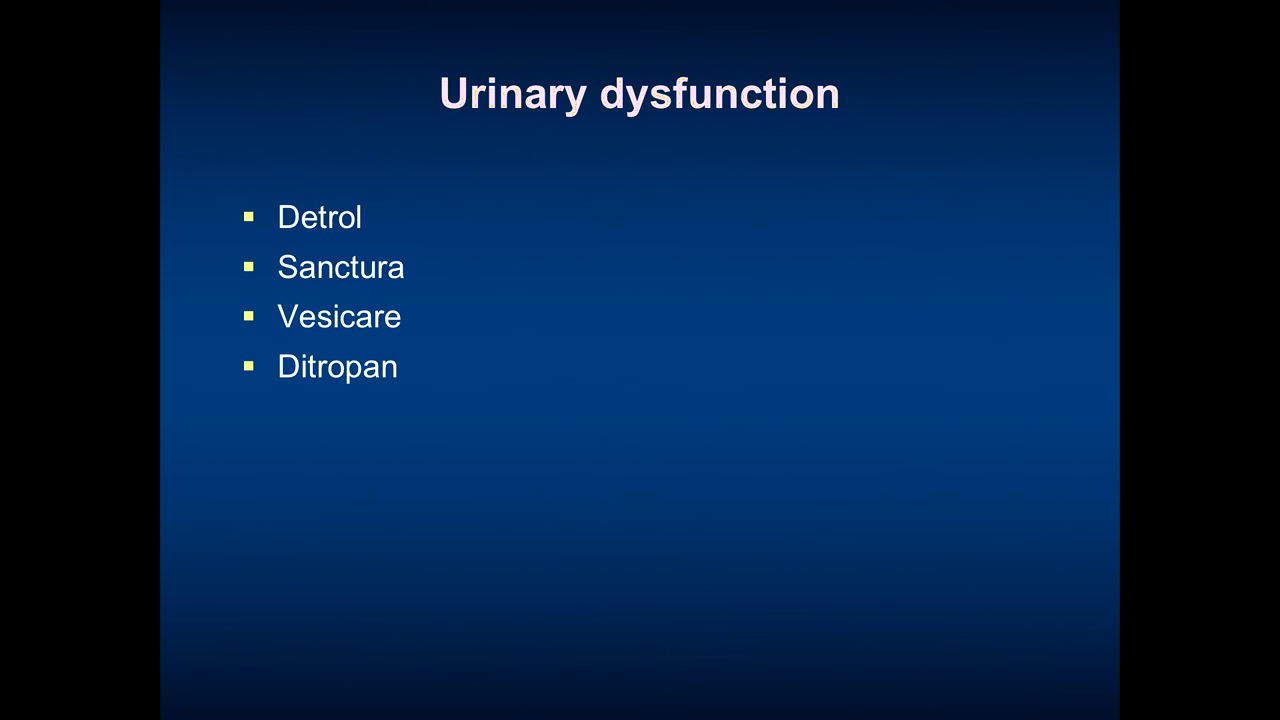 Urinary dysfunction
Detrol
Sanctura
Vesicare
Ditropan